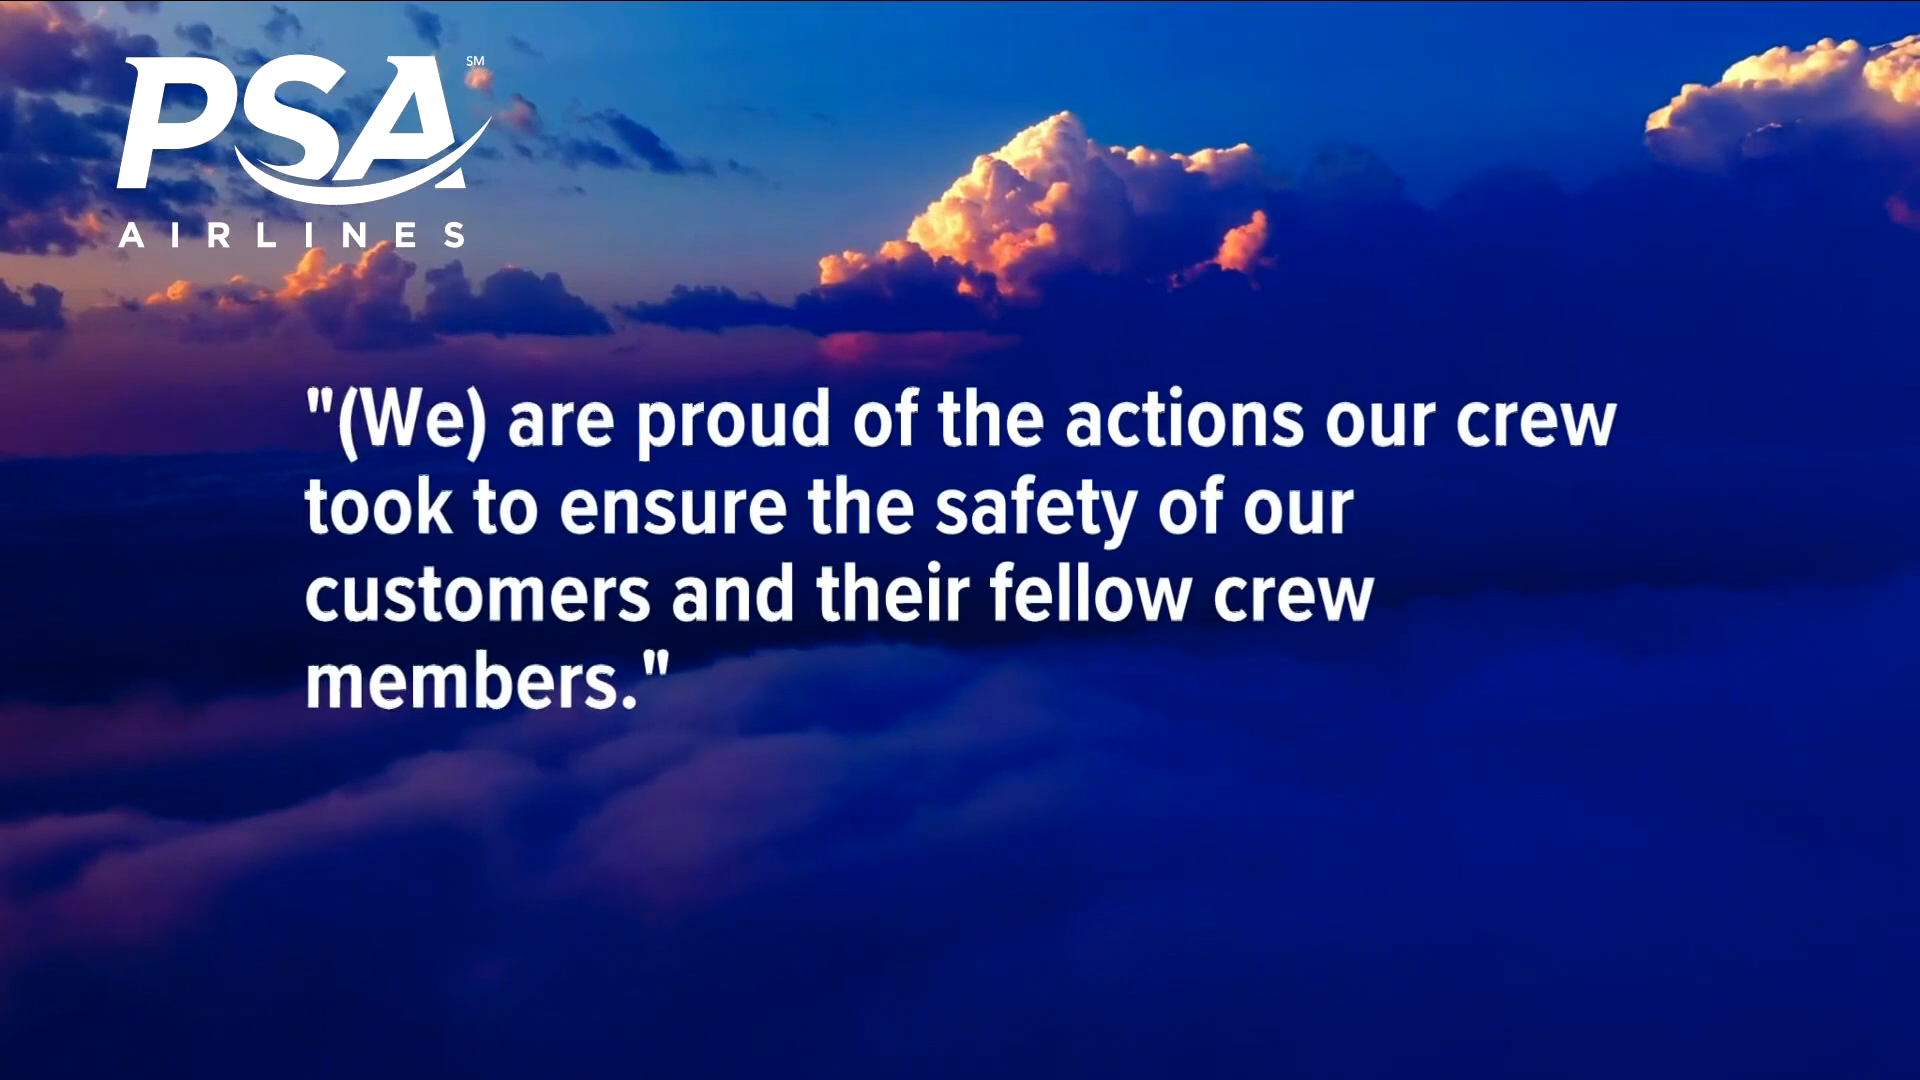 PSA SM
AIRLINES
"(We) are proud of the actions our crew
took to ensure the safety of our
customers and their fellow crew
members."